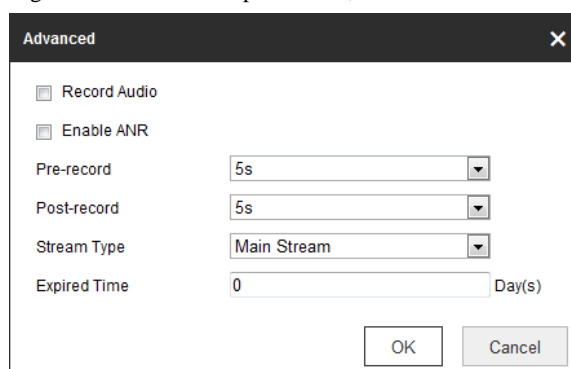 Advanced
Record Audio
Enable ANR
Pre-record 5s
Post-record 5s
Stream Type Main Stream
Expired Time 0 Day(s)
OK Cancel